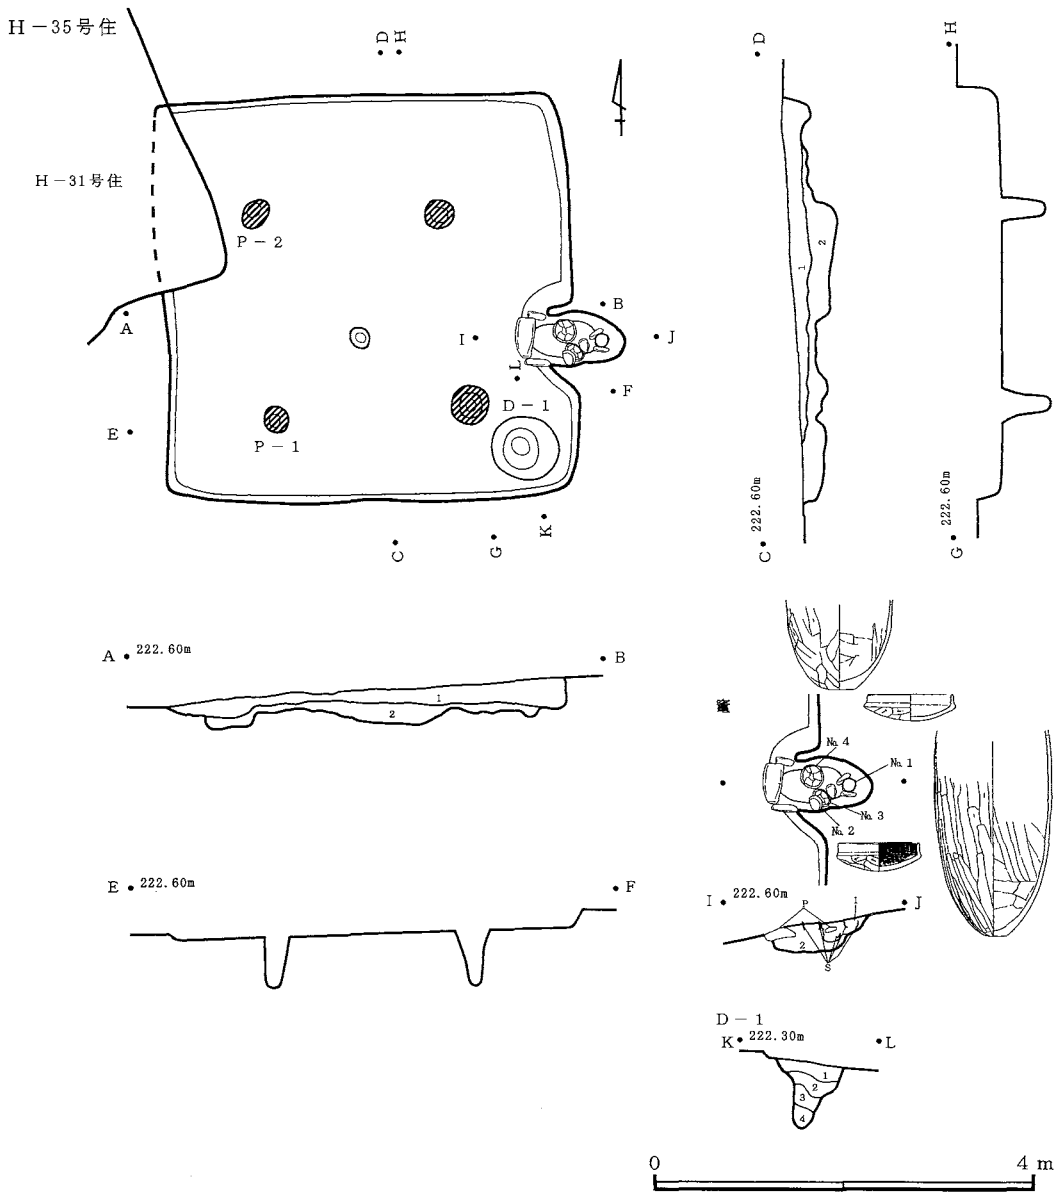 H－35号住
D H
H－31号住
P－2
A
B
I
J
L
F
D－1
E
P－1
K
G
C
D
H
1
2
C 222.60m
G 222.60m
A 222.60m
B
1
2
竈
No.4
No.1
No.3
No.2
E 222.60m
F
I 222.60m
J
P
1
2
S
D－1
K 222.30m
L
1
2
3
4
0
4 m